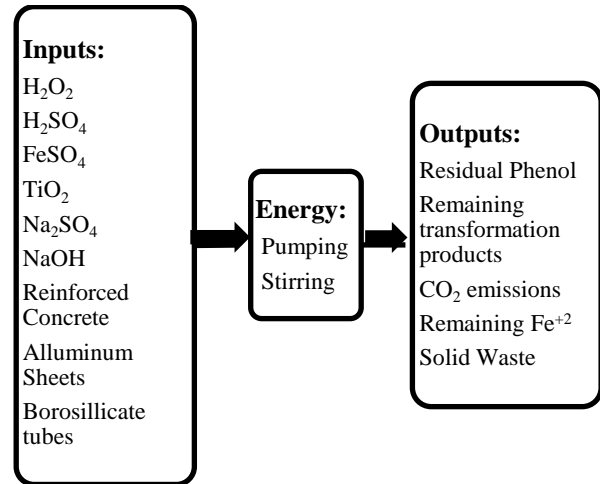 Inputs:
H₂O₂
H₂SO₄
FeSO₄
TiO₂
Na₂SO₄
NaOH
Reinforced
Concrete
Alluminum
Sheets
Borosillicate
tubes
Energy:
Pumping
Stirring
Outputs:
Residual Phenol
Remaining
transformation
products
CO₂ emissions
Remaining Fe⁺²
Solid Waste